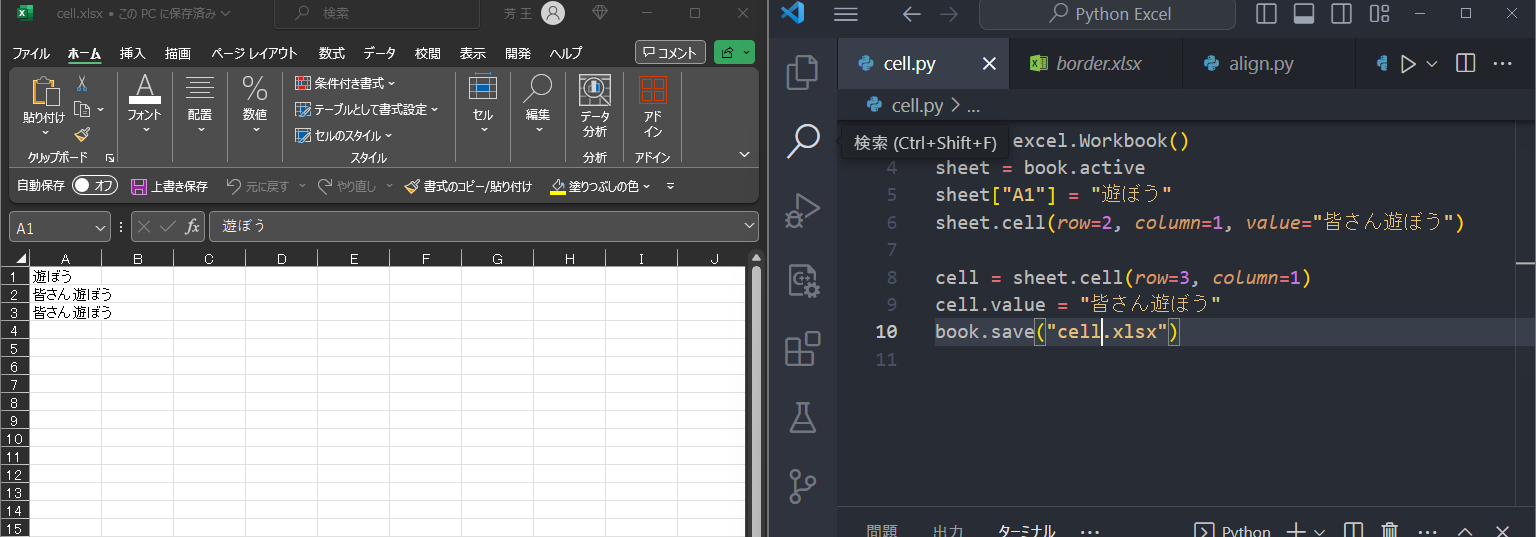 cell.xlsx • この PC に保存済み
検索
芳 王
ファイル ホーム 挿入 描画 ページ レイアウト 数式 データ 校閲 表示 開発 ヘルプ コメント
貼り付け
クリップボード
フォント
配置
%
数値
条件付き書式
テーブルとして書式設定
セルのスタイル
スタイル
セル
編集
データ
分析
分析
アド
イン
アドイン
自動保存 オフ 上書き保存 元に戻す やり直し 書式のコピー/貼り付け 塗りつぶしの色
A1 fx 遊ぼう
A B C D E F G H I J
1 遊ぼう
2 皆さん遊ぼう
3 皆さん遊ぼう
4
5
6
7
8
9
10
11
12
13
14
15
Python Excel
cell.py border.xlsx align.py
cell.py > ...
検索 (Ctrl+Shift+F)
excel.Workbook()
4 sheet = book.active
5 sheet["A1"] = "遊ぼう"
6 sheet.cell(row=2, column=1, value="皆さん遊ぼう")
7
8 cell = sheet.cell(row=3, column=1)
9 cell.value = "皆さん遊ぼう"
10 book.save("cell.xlsx")
11
問題 出力 ターミナル ... Python